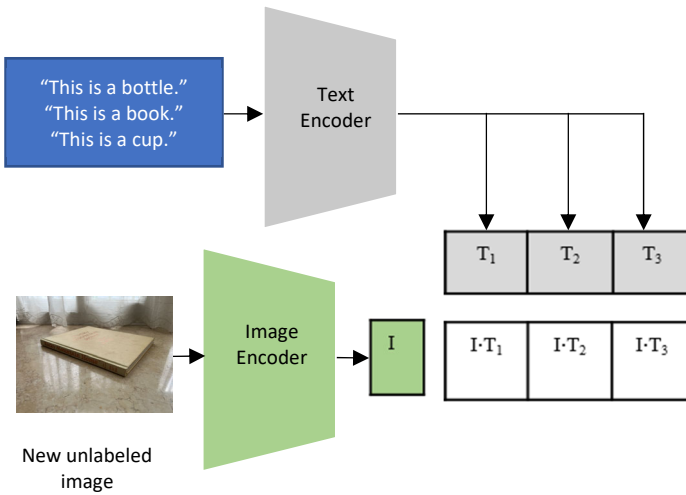 “This is a bottle.”
“This is a book.”
“This is a cup.”
Text
Encoder
T₁ T₂ T₃
Image
Encoder
I
I·T₁ I·T₂ I·T₃
New unlabeled
image